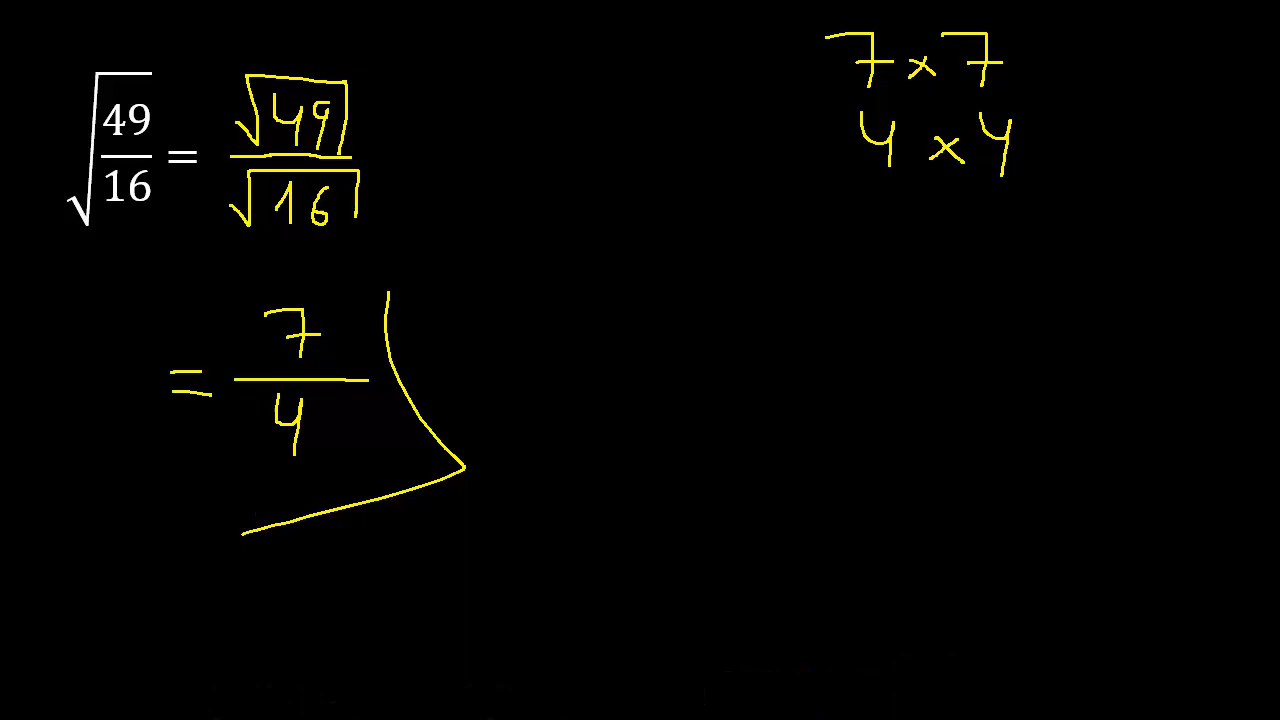 √(49/16) = √49/√16
= 7/4
7 × 7
4 × 4